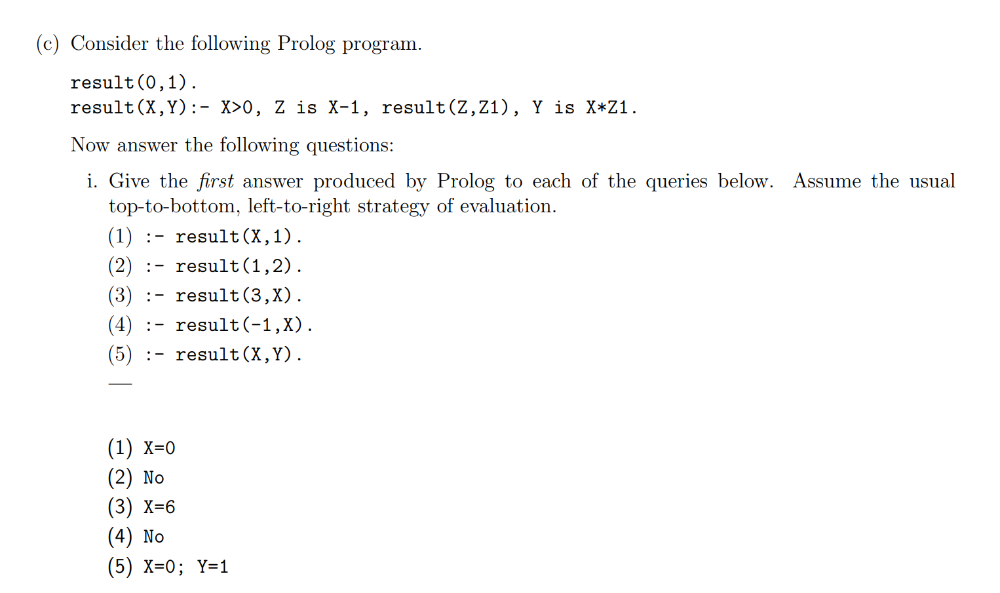 (c) Consider the following Prolog program.
result(0,1).
result(X,Y):- X>0, Z is X-1, result(Z,Z1), Y is X*Z1.
Now answer the following questions:
i. Give the first answer produced by Prolog to each of the queries below. Assume the usual
top-to-bottom, left-to-right strategy of evaluation.
(1) :- result(X,1).
(2) :- result(1,2).
(3) :- result(3,X).
(4) :- result(-1,X).
(5) :- result(X,Y).
—
(1) X=0
(2) No
(3) X=6
(4) No
(5) X=0; Y=1